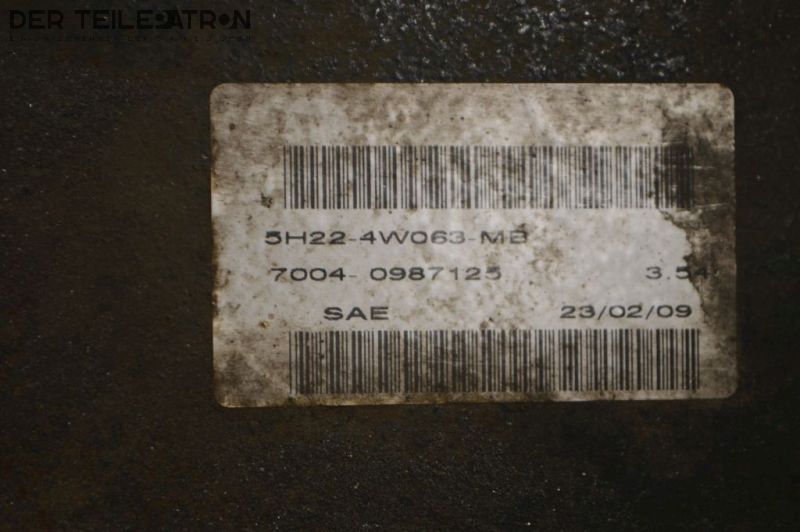 DER TEILEPATRON
5H22-4W063-MB
7004- 0987125 3.54
SAE 23/02/09